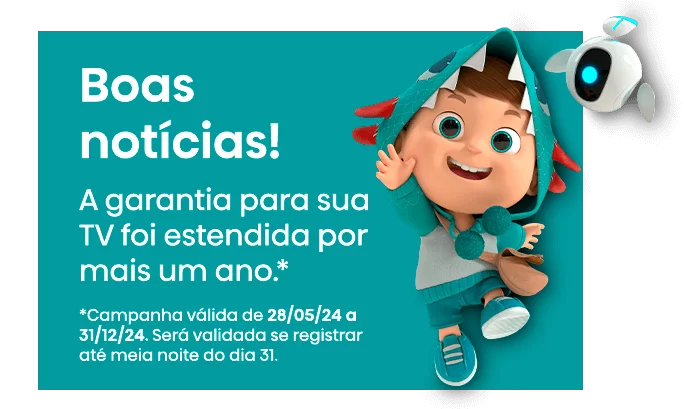 Boas
notícias!
A garantia para sua
TV foi estendida por
mais um ano.*
*Campanha válida de 28/05/24 a
31/12/24. Será validada se registrar
até meia noite do dia 31.